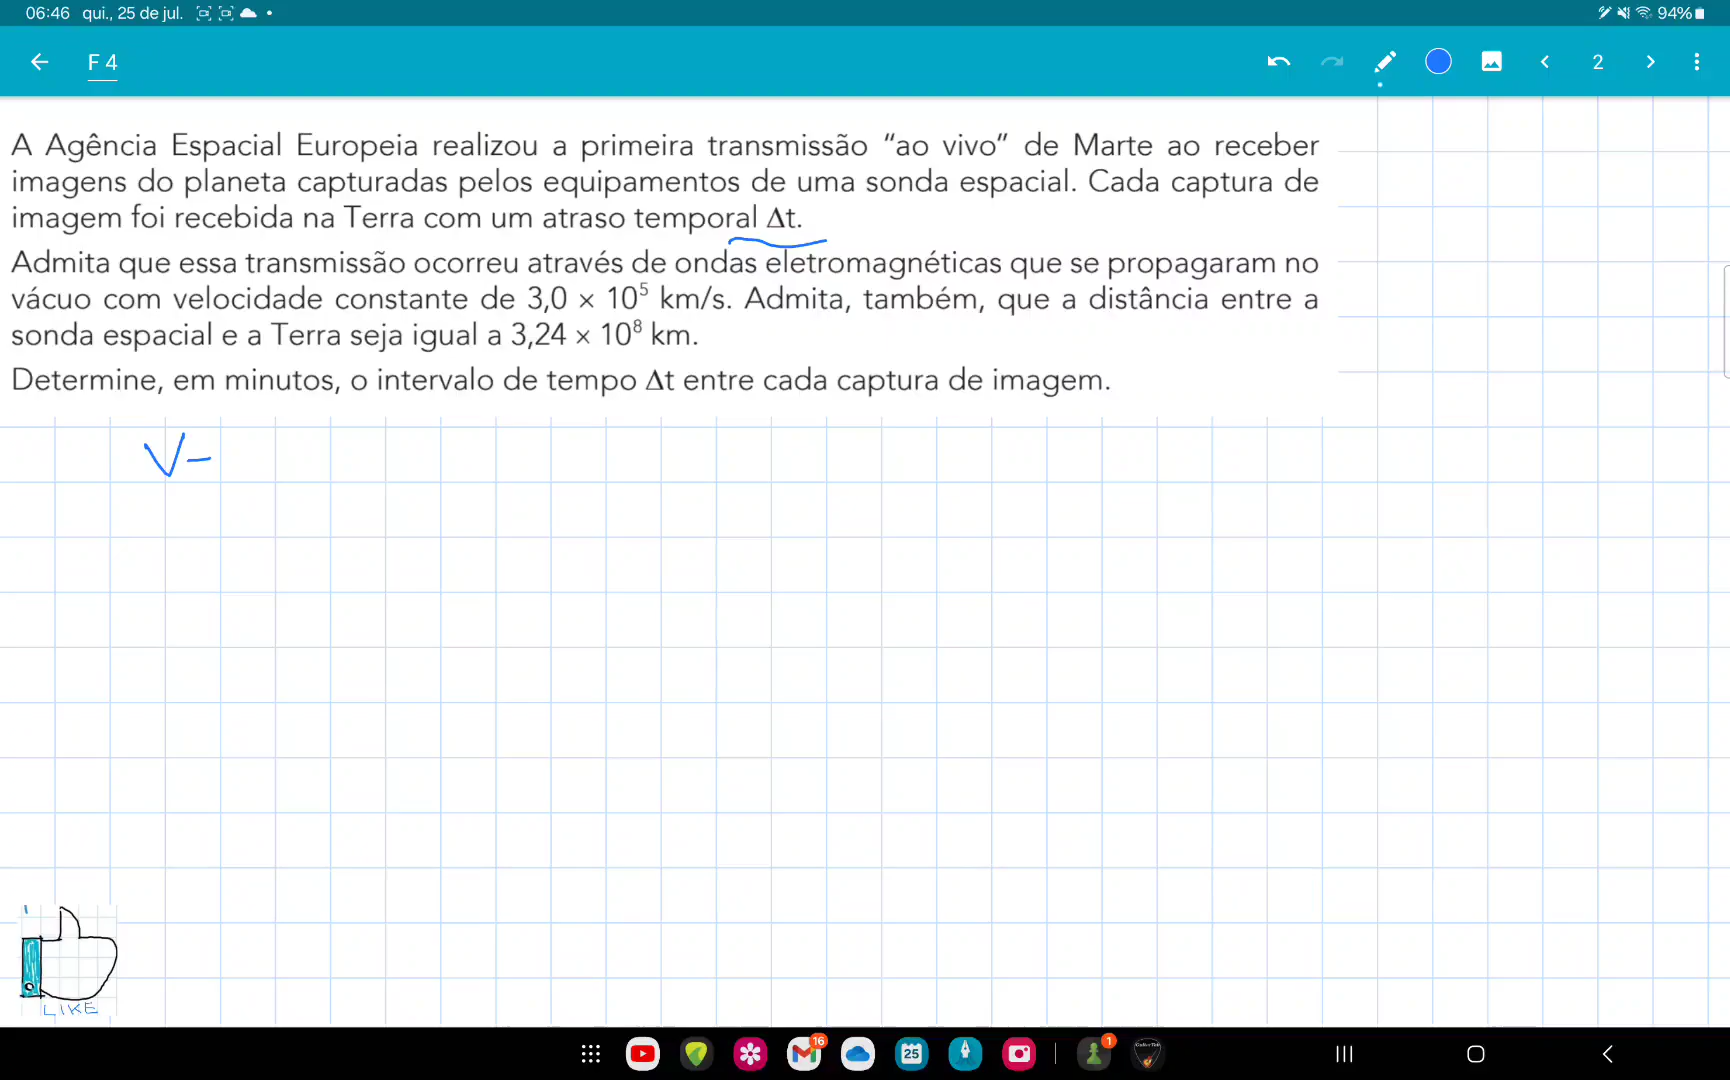 06:46 qui., 25 de jul.
94%
F 4
2
A Agência Espacial Europeia realizou a primeira transmissão “ao vivo” de Marte ao receber
imagens do planeta capturadas pelos equipamentos de uma sonda espacial. Cada captura de
imagem foi recebida na Terra com um atraso temporal Δt.
Admita que essa transmissão ocorreu através de ondas eletromagnéticas que se propagaram no
vácuo com velocidade constante de 3,0 × 10⁵ km/s. Admita, também, que a distância entre a
sonda espacial e a Terra seja igual a 3,24 × 10⁸ km.
Determine, em minutos, o intervalo de tempo Δt entre cada captura de imagem.
V-
LIKE
16
25
1